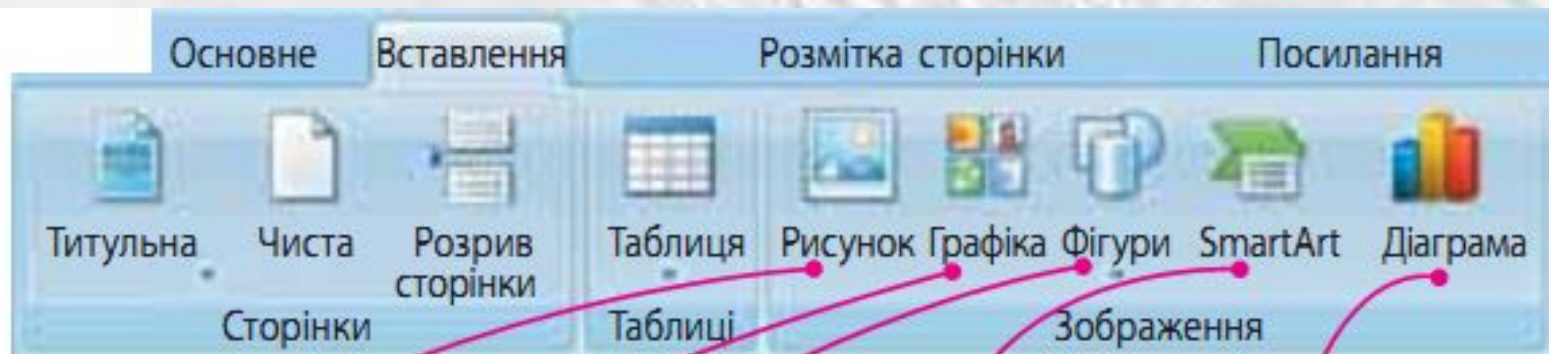 Основне Вставлення Розмітка сторінки Посилання
Титульна Чиста Розрив сторінки Таблиця Рисунок Графіка Фігури SmartArt Діаграма
Сторінки Таблиці Зображення